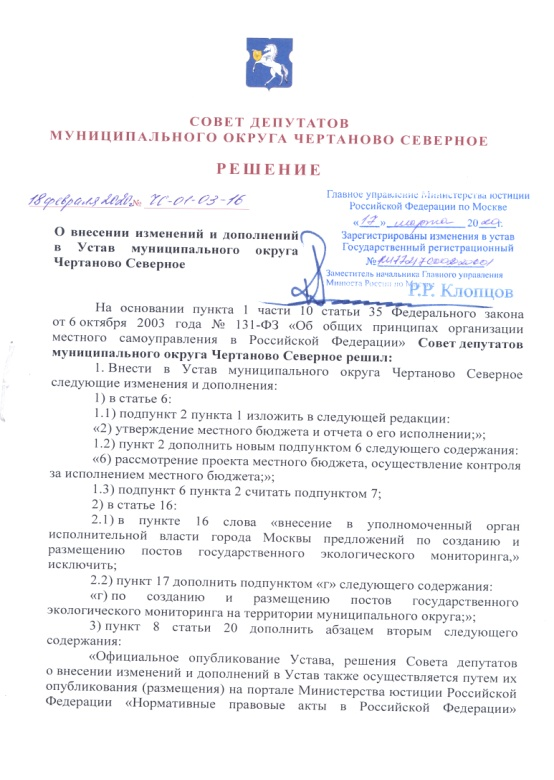 СОВЕТ ДЕПУТАТОВ
МУНИЦИПАЛЬНОГО ОКРУГА ЧЕРТАНОВО СЕВЕРНОЕ
РЕШЕНИЕ
18 февраля 2020 № ЧС-01-03-16
Главное управление Министерства юстиции
Российской Федерации по Москве
«17» марта 2020г.
Зарегистрированы изменения в устав
Государственный регистрационный
№
Заместитель начальника Главного управления
Минюста России по Москве
Р.Р. Клопцов
О внесении изменений и дополнений
в Устав муниципального округа
Чертаново Северное
На основании пункта 1 части 10 статьи 35 Федерального закона
от 6 октября 2003 года № 131-ФЗ «Об общих принципах организации
местного самоуправления в Российской Федерации» Совет депутатов
муниципального округа Чертаново Северное решил:
1. Внести в Устав муниципального округа Чертаново Северное
следующие изменения и дополнения:
1) в статье 6:
1.1) подпункт 2 пункта 1 изложить в следующей редакции:
«2) утверждение местного бюджета и отчета о его исполнении;»;
1.2) пункт 2 дополнить новым подпунктом 6 следующего содержания:
«6) рассмотрение проекта местного бюджета, осуществление контроля
за исполнением местного бюджета;»;
1.3) подпункт 6 пункта 2 считать подпунктом 7;
2) в статье 16:
2.1) в пункте 16 слова «внесение в уполномоченный орган
исполнительной власти города Москвы предложений по созданию и
размещению постов государственного экологического мониторинга,»
исключить;
2.2) пункт 17 дополнить подпунктом «г» следующего содержания:
«г) по созданию и размещению постов государственного
экологического мониторинга на территории муниципального округа;»;
3) пункт 8 статьи 20 дополнить абзацем вторым следующего
содержания:
«Официальное опубликование Устава, решения Совета депутатов
о внесении изменений и дополнений в Устав также осуществляется путем их
опубликования (размещения) на портале Министерства юстиции Российской
Федерации «Нормативные правовые акты в Российской Федерации»